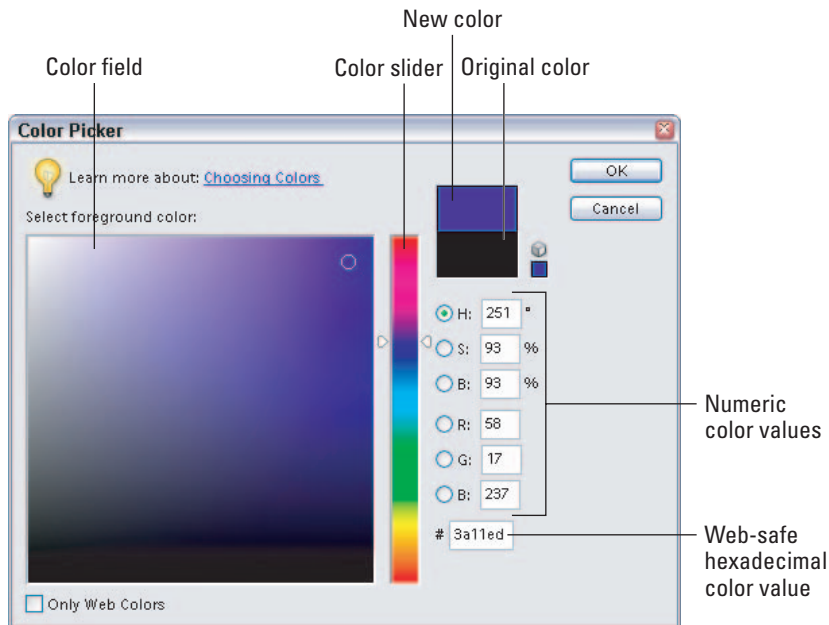 New color
Color field
Color slider
Original color
Color Picker
Learn more about: Choosing Colors
OK
Cancel
Select foreground color:
H: 251 °
S: 93 %
B: 93 %
R: 58
G: 17
B: 237
# 3a11ed
Numeric
color values
Web-safe
hexadecimal
color value
Only Web Colors